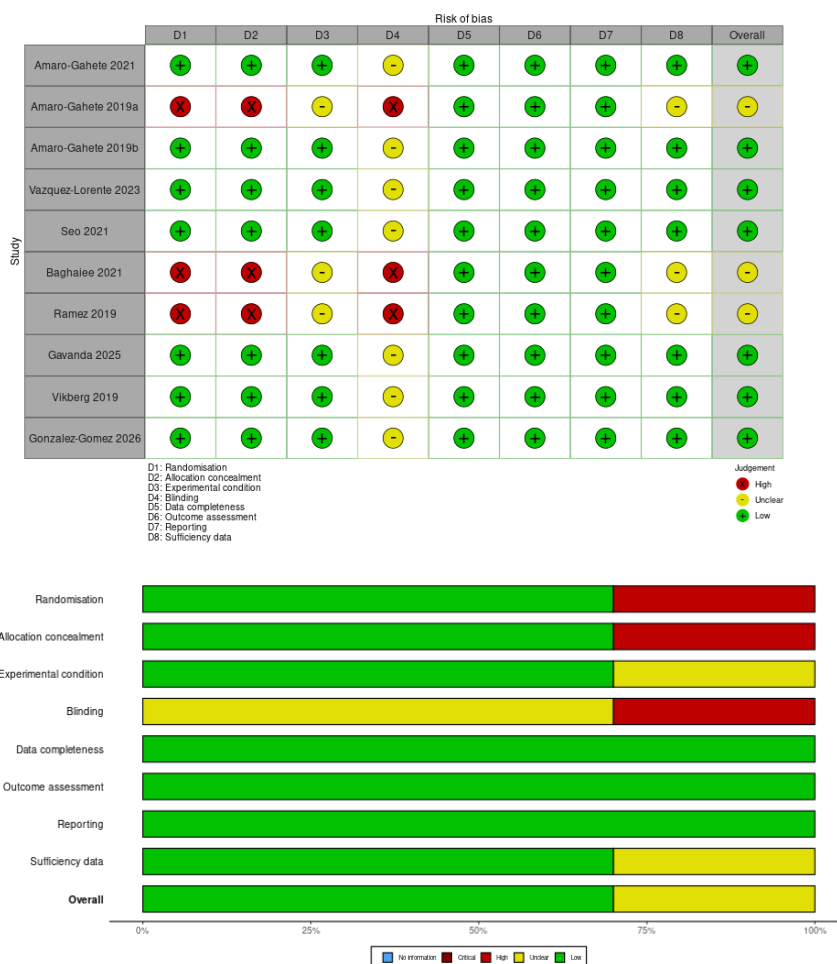 Risk of bias
D1 D2 D3 D4 D5 D6 D7 D8 Overall
Study
Amaro-Gahete 2021 + + + - + + + + +
Amaro-Gahete 2019a X X - X + + + - -
Amaro-Gahete 2019b + + + - + + + + +
Vazquez-Lorente 2023 + + + - + + + + +
Seo 2021 + + + - + + + + +
Baghaiee 2021 X X - X + + + - -
Ramez 2019 X X - X + + + - -
Gavanda 2025 + + + - + + + + +
Vikberg 2019 + + + - + + + + +
Gonzalez-Gomez 2026 + + + - + + + + +
D1: Randomisation
D2: Allocation concealment
D3: Experimental condition
D4: Blinding
D5: Data completeness
D6: Outcome assessment
D7: Reporting
D8: Sufficiency data
Judgement
X High
- Unclear
+ Low
Randomisation
Allocation concealment
Experimental condition
Blinding
Data completeness
Outcome assessment
Reporting
Sufficiency data
Overall
0% 25% 50% 75% 100%
No information Critical High Unclear Low